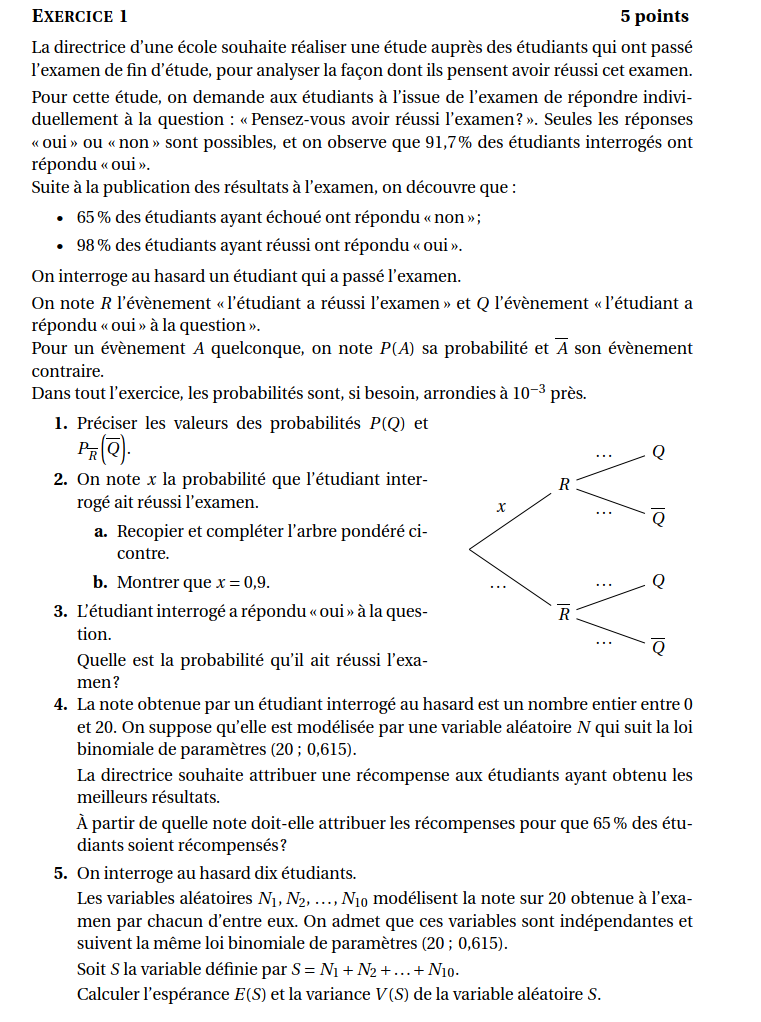 EXERCICE 1 5 points
La directrice d'une école souhaite réaliser une étude auprès des étudiants qui ont passé
l'examen de fin d'étude, pour analyser la façon dont ils pensent avoir réussi cet examen.
Pour cette étude, on demande aux étudiants à l'issue de l'examen de répondre indivi-
duellement à la question : « Pensez-vous avoir réussi l'examen ? ». Seules les réponses
« oui » ou « non » sont possibles, et on observe que 91,7 % des étudiants interrogés ont
répondu « oui ».
Suite à la publication des résultats à l'examen, on découvre que :
• 65 % des étudiants ayant échoué ont répondu « non » ;
• 98 % des étudiants ayant réussi ont répondu « oui ».
On interroge au hasard un étudiant qui a passé l'examen.
On note R l'évènement « l'étudiant a réussi l'examen » et Q l'évènement « l'étudiant a
répondu « oui » à la question ».
Pour un évènement A quelconque, on note P(A) sa probabilité et A̅ son évènement
contraire.
Dans tout l'exercice, les probabilités sont, si besoin, arrondies à 10⁻³ près.
1. Préciser les valeurs des probabilités P(Q) et
P_R̅(Q̅).
2. On note x la probabilité que l'étudiant inter-
rogé ait réussi l'examen.
a. Recopier et compléter l'arbre pondéré ci-
contre.
b. Montrer que x = 0,9.
3. L'étudiant interrogé a répondu « oui » à la ques-
tion.
Quelle est la probabilité qu'il ait réussi l'exa-
men ?
... Q
R
x ... Q̅
... ... Q
R̅
... Q̅
4. La note obtenue par un étudiant interrogé au hasard est un nombre entier entre 0
et 20. On suppose qu'elle est modélisée par une variable aléatoire N qui suit la loi
binomiale de paramètres (20 ; 0,615).
La directrice souhaite attribuer une récompense aux étudiants ayant obtenu les
meilleurs résultats.
À partir de quelle note doit-elle attribuer les récompenses pour que 65 % des étu-
diants soient récompensés ?
5. On interroge au hasard dix étudiants.
Les variables aléatoires N₁, N₂, ..., N₁₀ modélisent la note sur 20 obtenue à l'exa-
men par chacun d'entre eux. On admet que ces variables sont indépendantes et
suivent la même loi binomiale de paramètres (20 ; 0,615).
Soit S la variable définie par S = N₁ + N₂ + ... + N₁₀.
Calculer l'espérance E(S) et la variance V(S) de la variable aléatoire S.